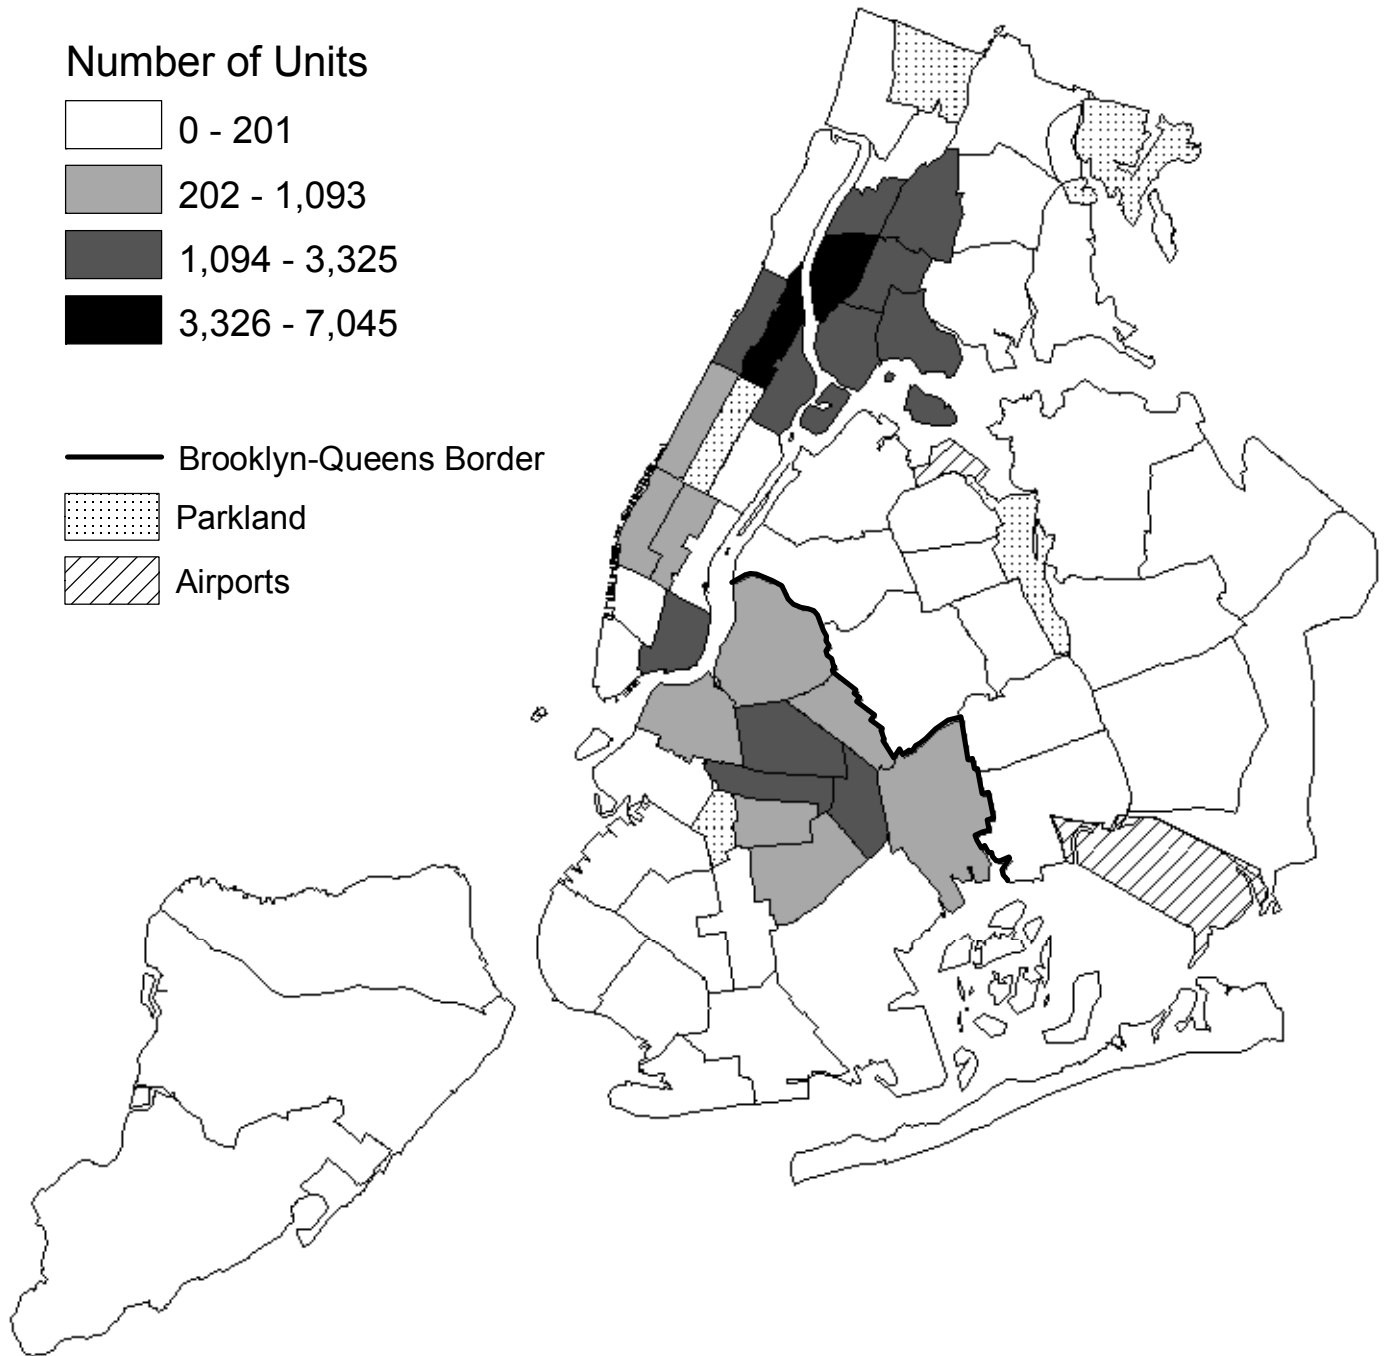 Number of Units
0 - 201
202 - 1,093
1,094 - 3,325
3,326 - 7,045
Brooklyn-Queens Border
Parkland
Airports